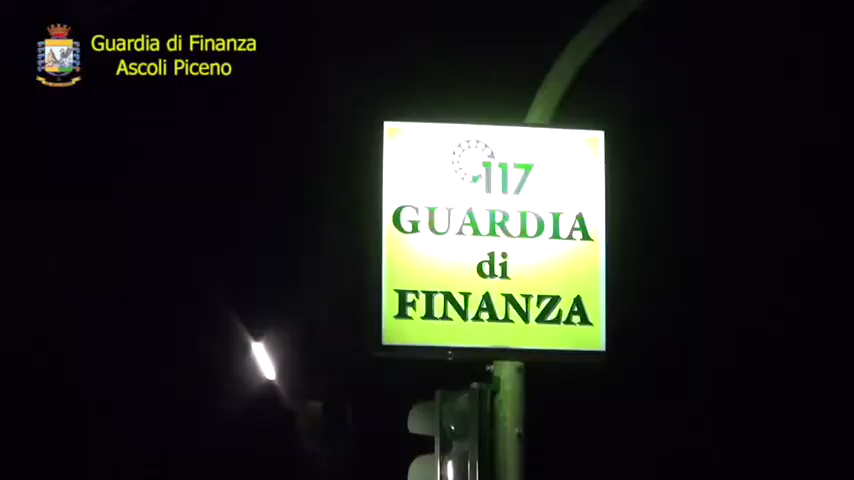 Guardia di Finanza
Ascoli Piceno
117
GUARDIA
di
FINANZA